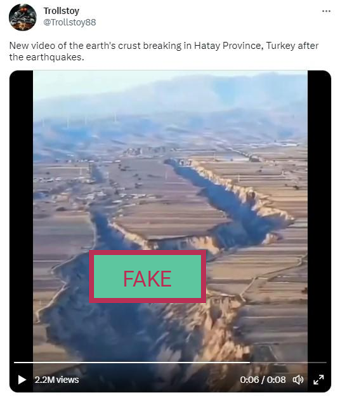 Trollstoy
@Trollstoy88
...
New video of the earth's crust breaking in Hatay Province, Turkey after
the earthquakes.
FAKE
2.2M views
0:06 / 0:08